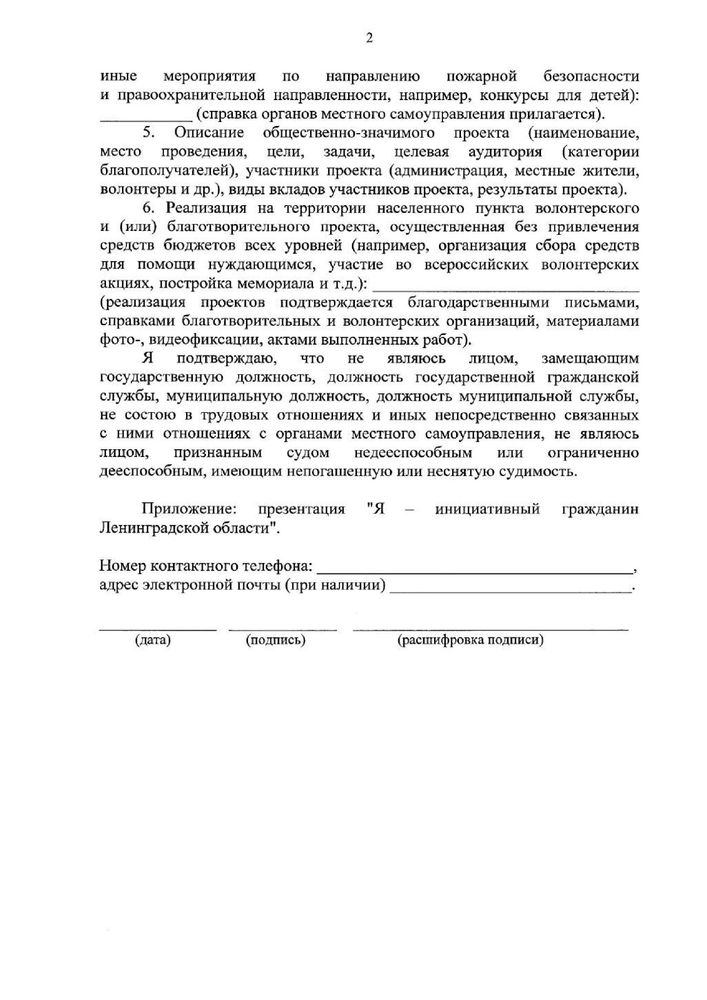 2
иные мероприятия по направлению пожарной безопасности
и правоохранительной направленности, например, конкурсы для детей):
____________ (справка органов местного самоуправления прилагается).
5. Описание общественно-значимого проекта (наименование,
место проведения, цели, задачи, целевая аудитория (категории
благополучателей), участники проекта (администрация, местные жители,
волонтеры и др.), виды вкладов участников проекта, результаты проекта).
6. Реализация на территории населенного пункта волонтерского
и (или) благотворительного проекта, осуществленная без привлечения
средств бюджетов всех уровней (например, организация сбора средств
для помощи нуждающимся, участие во всероссийских волонтерских
акциях, постройка мемориала и т.д.): ___________________________________
(реализация проектов подтверждается благодарственными письмами,
справками благотворительных и волонтерских организаций, материалами
фото-, видеофиксации, актами выполненных работ).
Я подтверждаю, что не являюсь лицом, замещающим
государственную должность, должность государственной гражданской
службы, муниципальную должность, должность муниципальной службы,
не состою в трудовых отношениях и иных непосредственно связанных
с ними отношениях с органами местного самоуправления, не являюсь
лицом, признанным судом недееспособным или ограниченно
дееспособным, имеющим непогашенную или неснятую судимость.
Приложение: презентация "Я – инициативный гражданин
Ленинградской области".
Номер контактного телефона: _________________________________________,
адрес электронной почты (при наличии) _______________________________.
_______________ ______________ ___________________________________
(дата) (подпись) (расшифровка подписи)